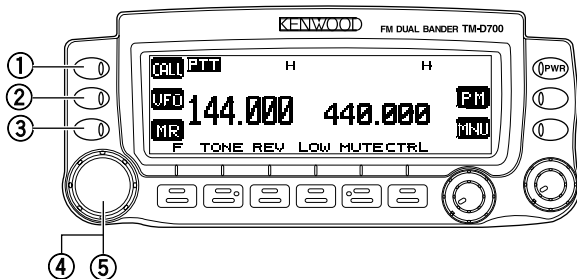 KENWOOD FM DUAL BANDER TM-D700
① CALL PTT H H PWR
② VFO 144.000 440.000 PM
③ MR MNU
F TONE REV LOW MUTE CTRL
④ ⑤